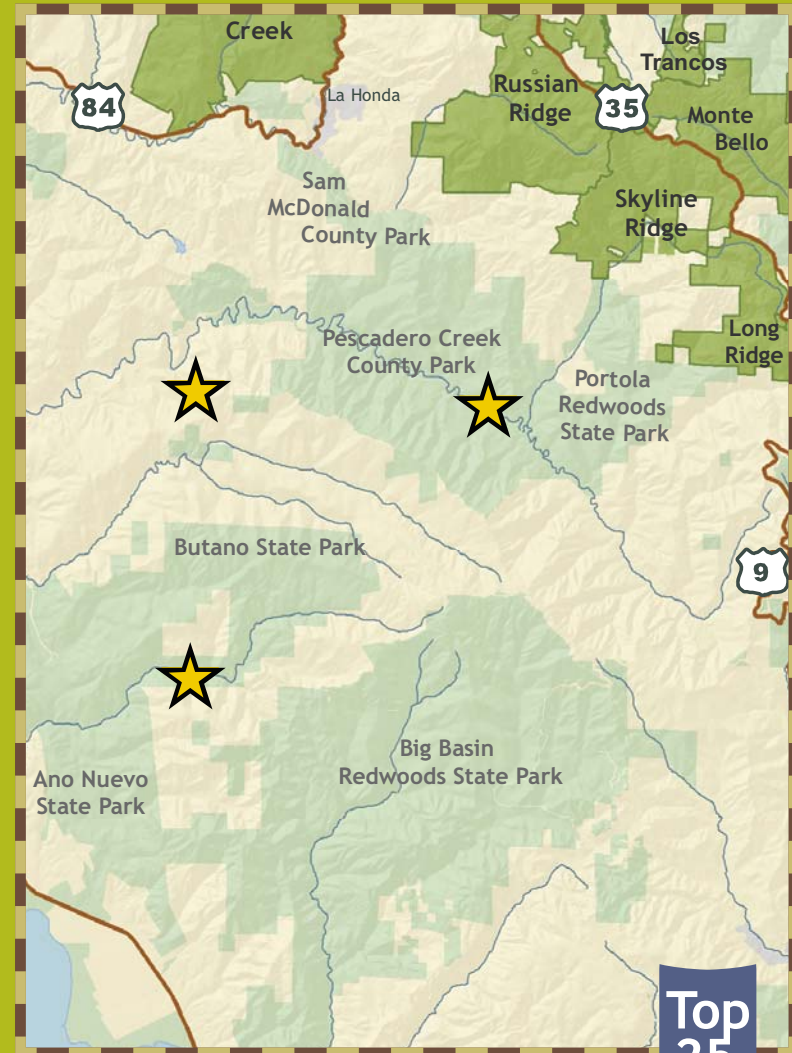 Creek
Los
Trancos
La Honda
Russian
Ridge
84
35
Monte
Bello
Sam
McDonald
County Park
Skyline
Ridge
Pescadero Creek
County Park
Long
Ridge
Portola
Redwoods
State Park
Butano State Park
9
Big Basin
Redwoods State Park
Ano Nuevo
State Park
Top
25